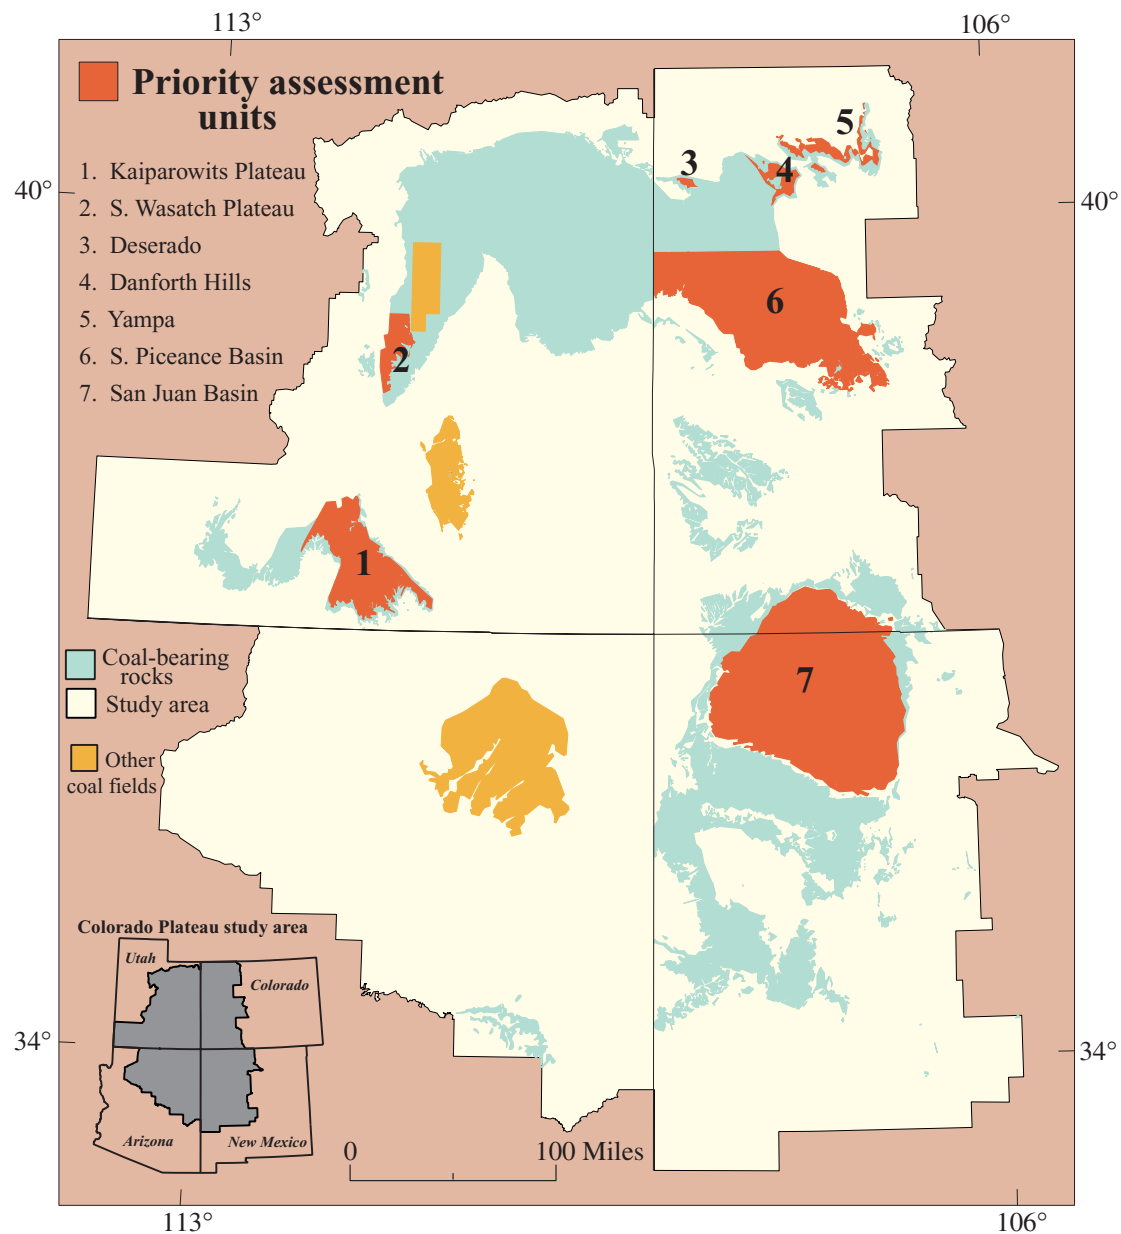 113°
106°
Priority assessment
units
1. Kaiparowits Plateau
2. S. Wasatch Plateau
3. Deserado
4. Danforth Hills
5. Yampa
6. S. Piceance Basin
7. San Juan Basin
40°
40°
5
3
4
6
2
1
7
Coal-bearing
rocks
Study area
Other
coal fields
Colorado Plateau study area
Utah
Colorado
Arizona
New Mexico
34°
34°
0
100 Miles
113°
106°